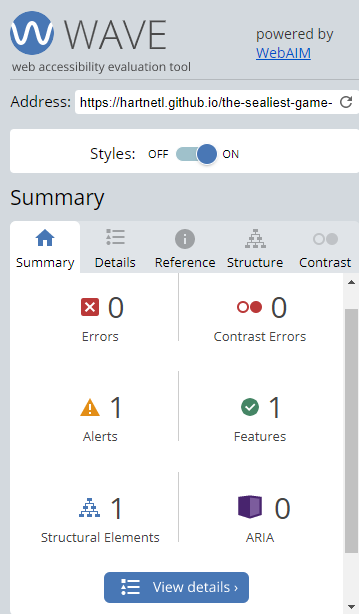 WAVE
web accessibility evaluation tool
powered by
WebAIM
Address: https://hartnetl.github.io/the-sealiest-game-
Styles: OFF ON
Summary
Summary Details Reference Structure Contrast
0 0
Errors Contrast Errors
1 1
Alerts Features
1 0
Structural Elements ARIA
View details ›